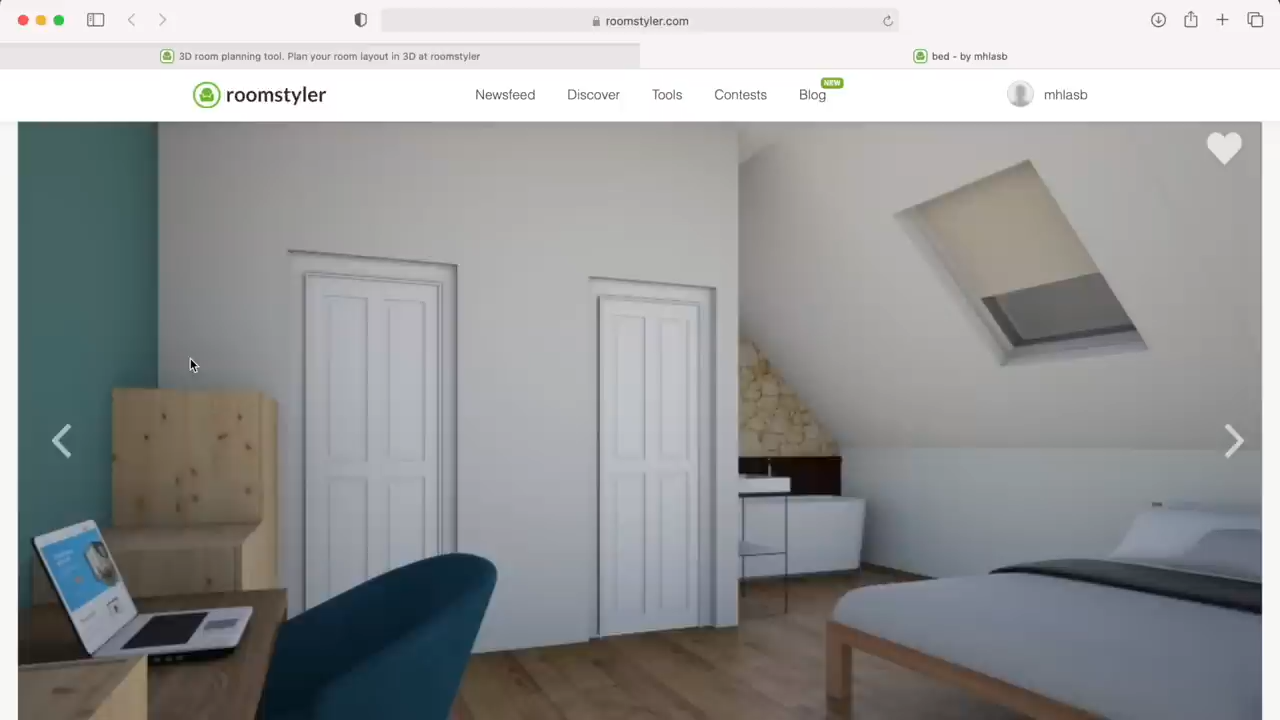 roomstyler.com
3D room planning tool. Plan your room layout in 3D at roomstyler
bed - by mhlasb
roomstyler
Newsfeed
Discover
Tools
Contests
Blog
NEW
mhlasb